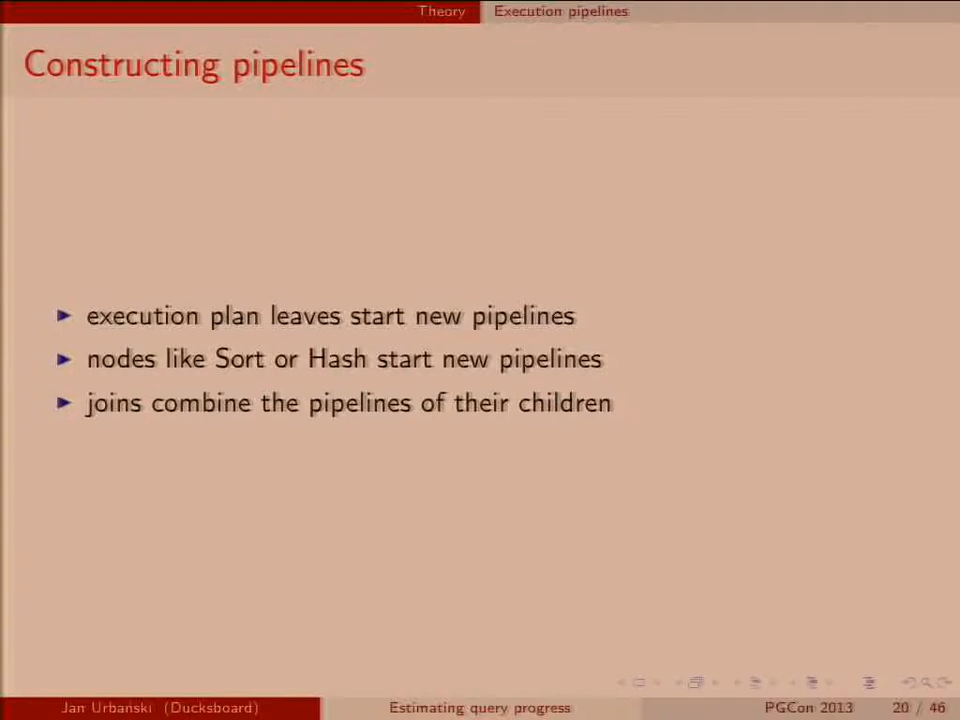 Theory Execution pipelines
Constructing pipelines
execution plan leaves start new pipelines
nodes like Sort or Hash start new pipelines
joins combine the pipelines of their children
Jan Urbański (Ducksboard) Estimating query progress PGCon 2013 20 / 46